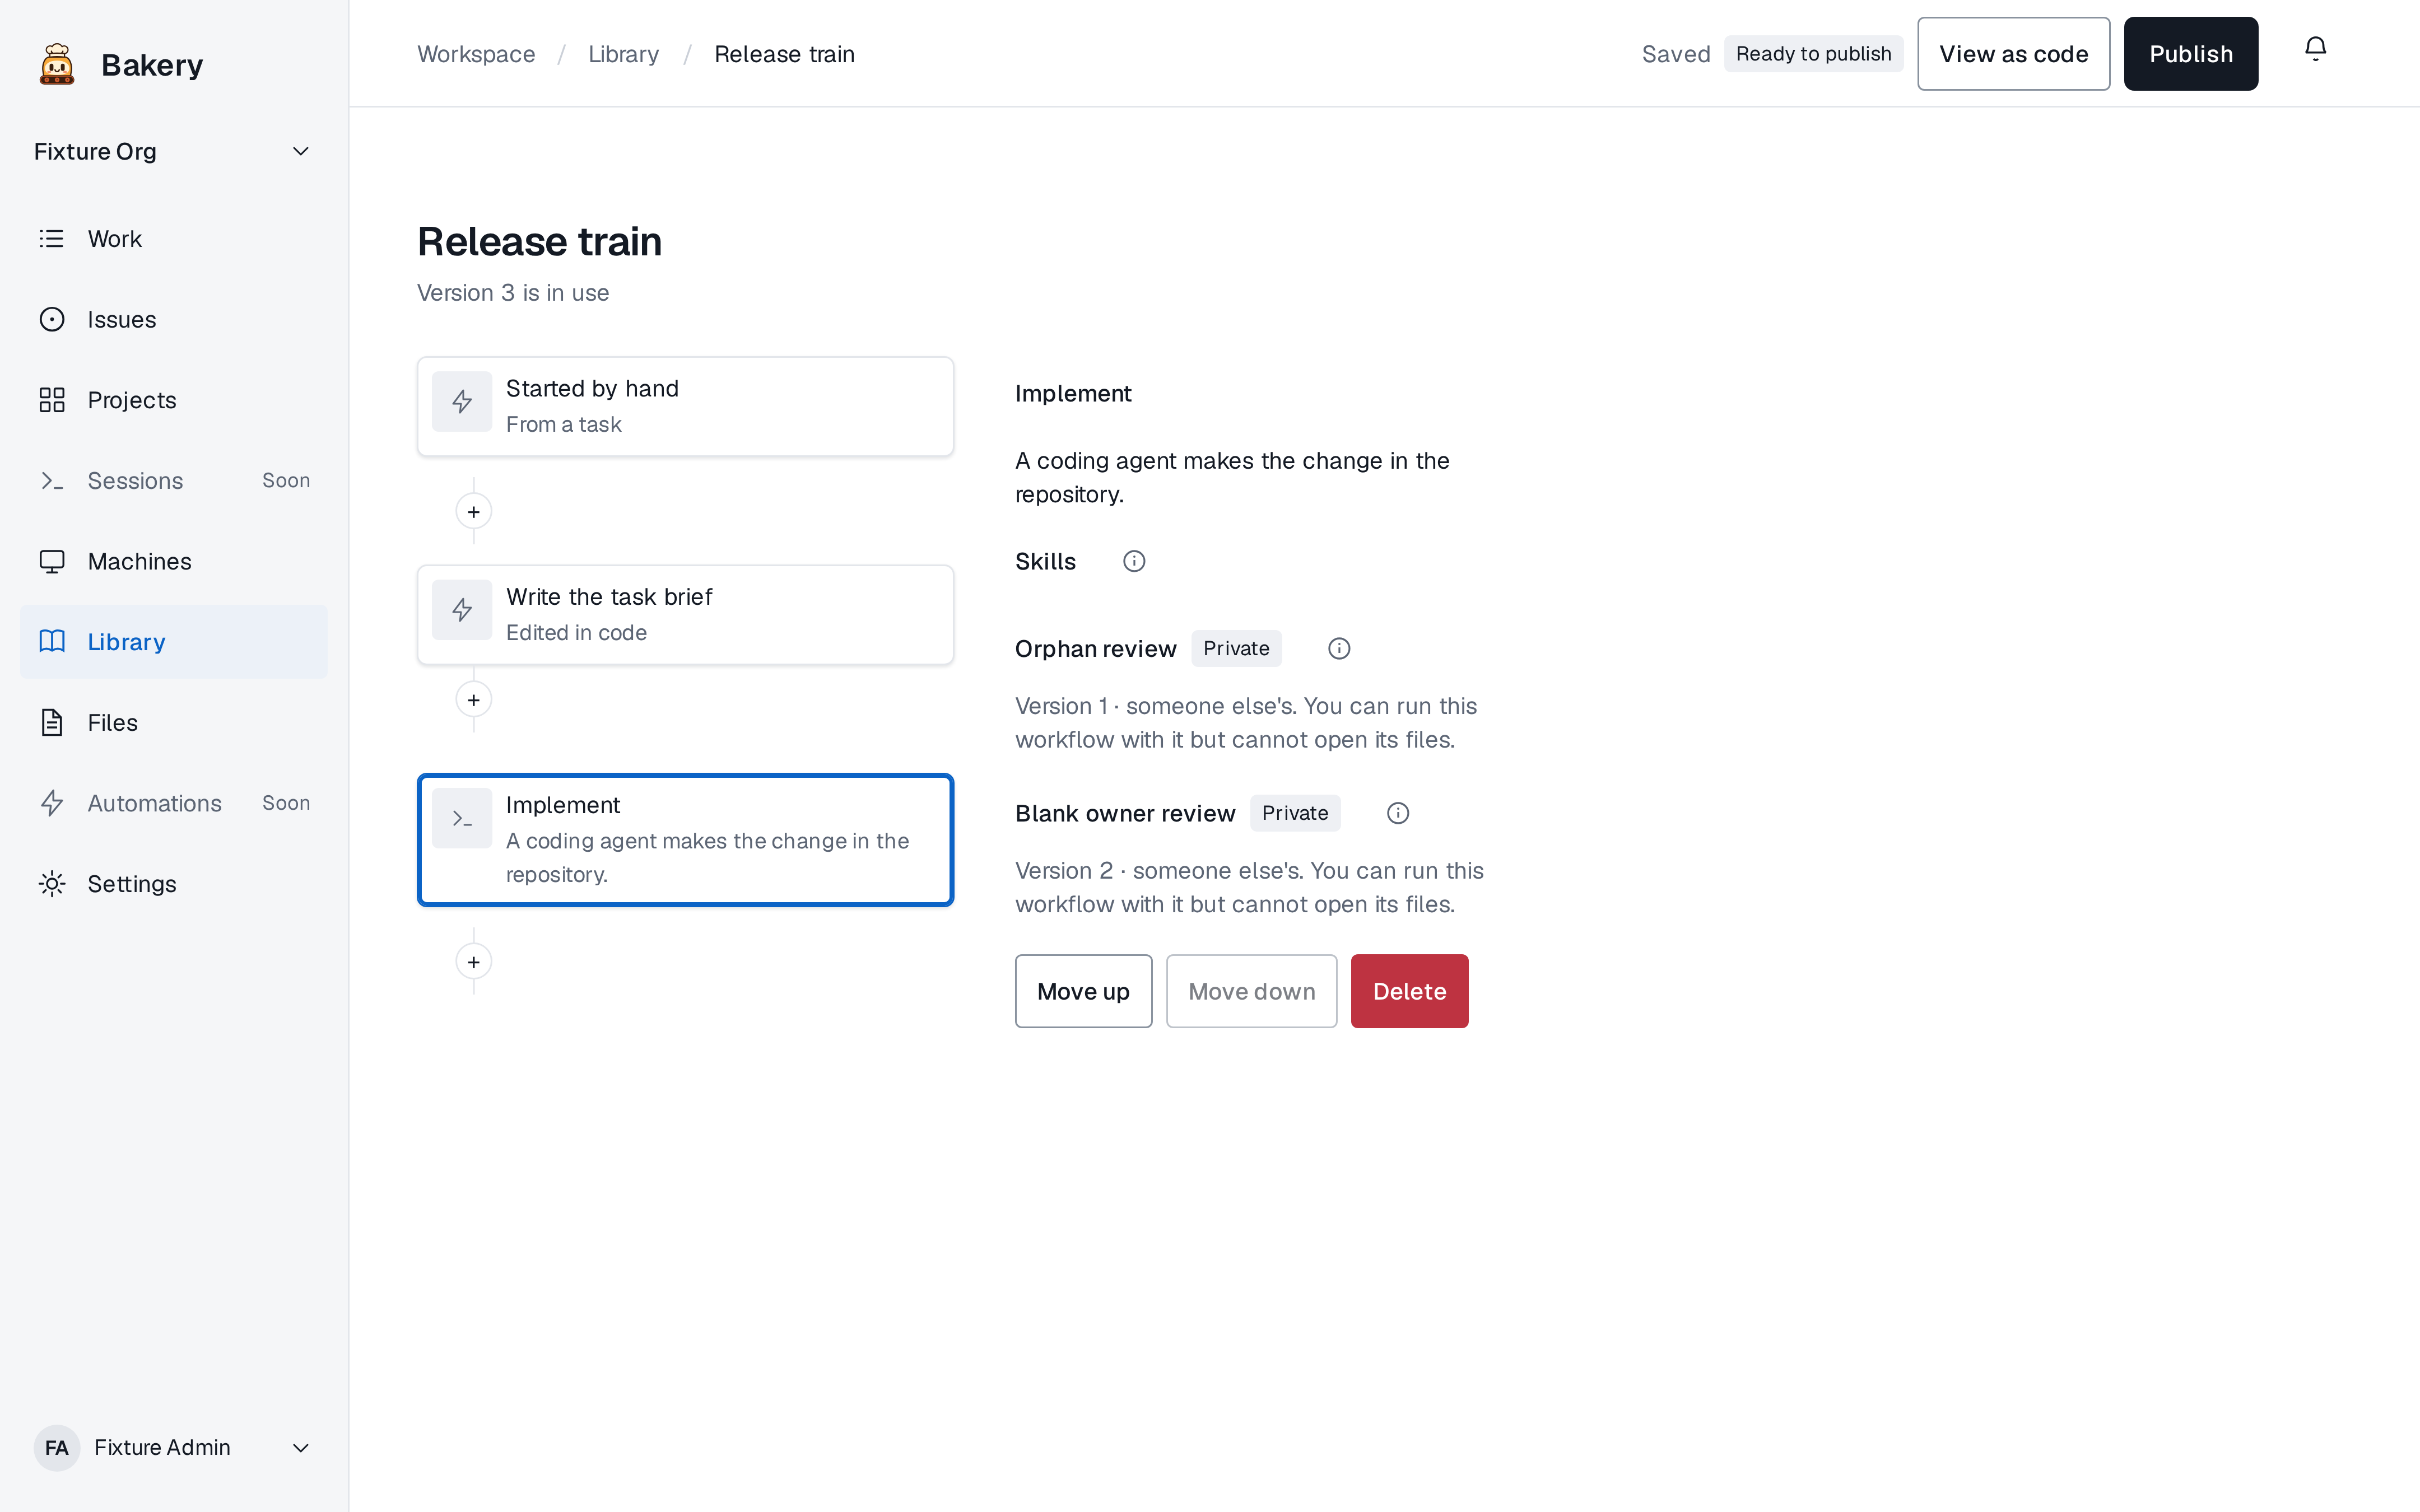 Bakery
Fixture Org
Work
Issues
Projects
Sessions Soon
Machines
Library
Files
Automations Soon
Settings
FA Fixture Admin
Workspace / Library / Release train
Saved Ready to publish View as code Publish
Release train
Version 3 is in use
Started by hand
From a task
+
Write the task brief
Edited in code
+
Implement
A coding agent makes the change in the
repository.
+
Implement
A coding agent makes the change in the
repository.
Skills
Orphan review Private
Version 1 · someone else's. You can run this
workflow with it but cannot open its files.
Blank owner review Private
Version 2 · someone else's. You can run this
workflow with it but cannot open its files.
Move up Move down Delete